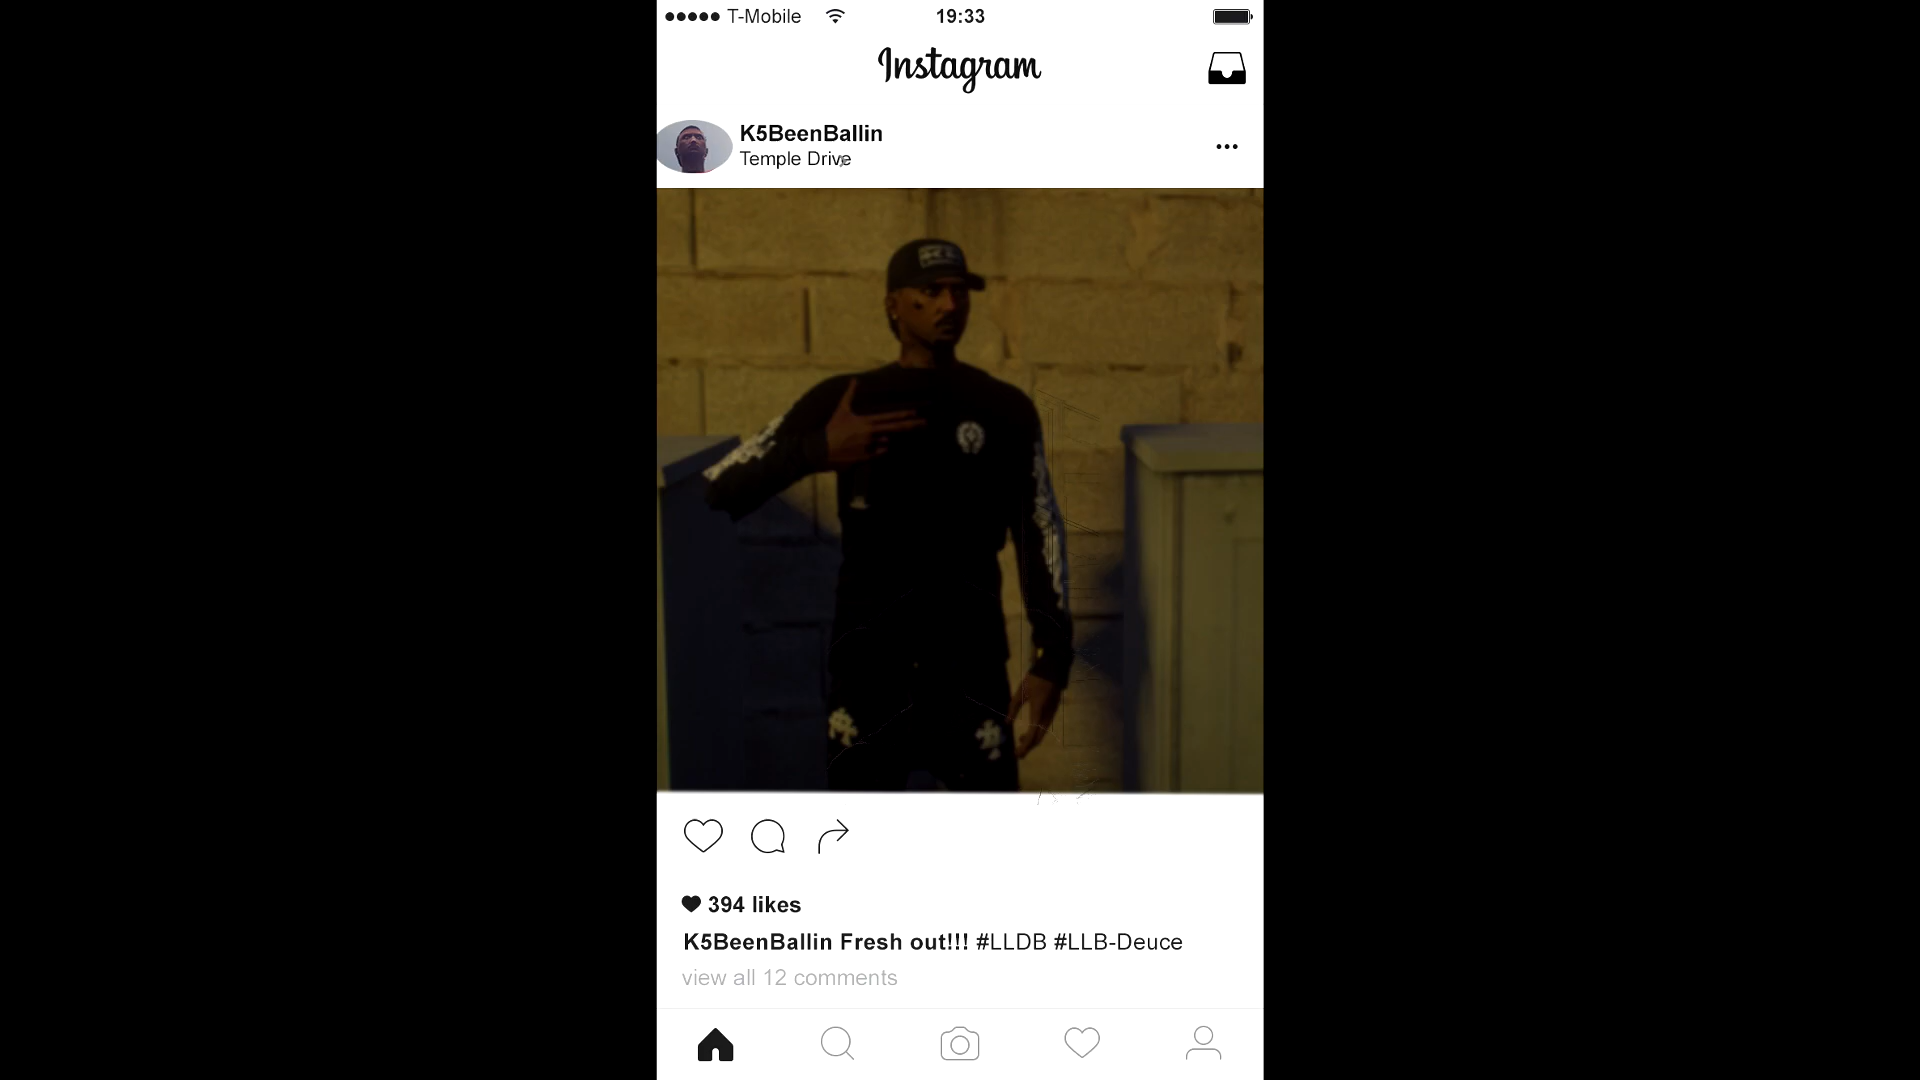 T-Mobile 19:33
Instagram
K5BeenBallin
Temple Drive
394 likes
K5BeenBallin Fresh out!!! #LLDB #LLB-Deuce
view all 12 comments